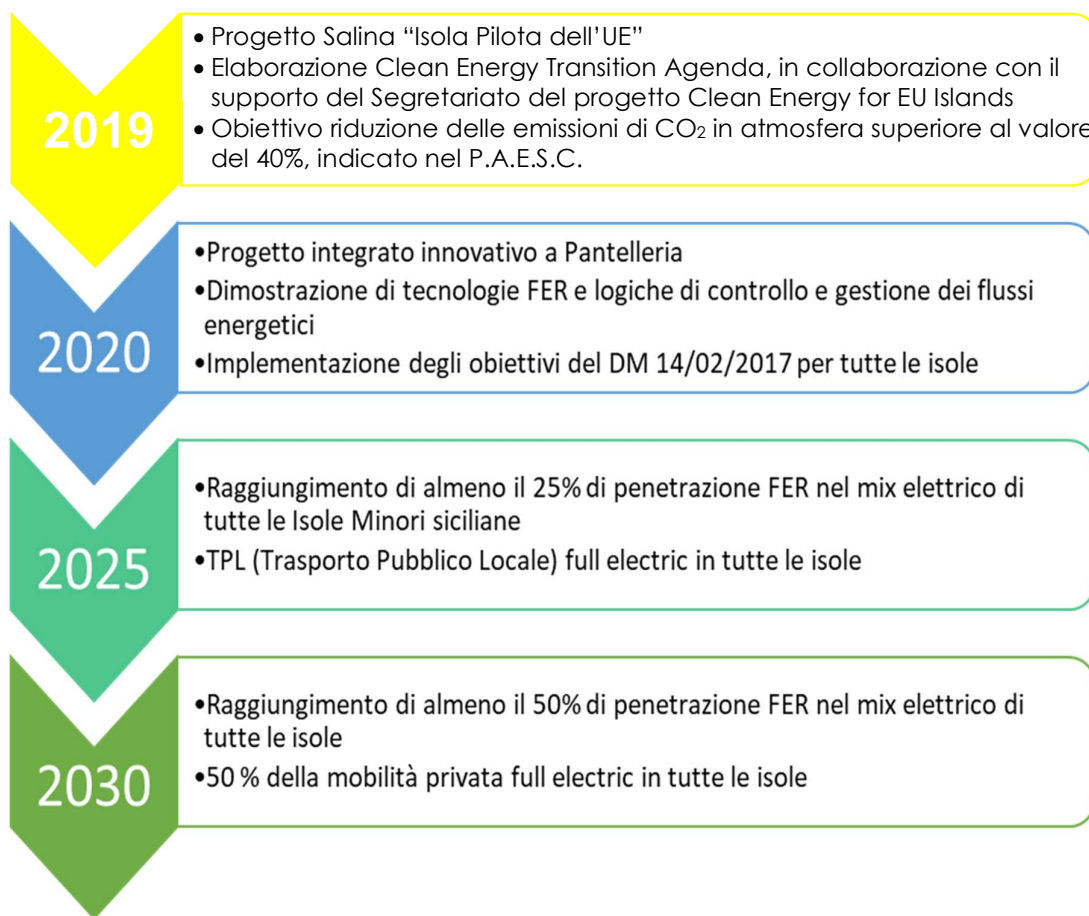 2019
• Progetto Salina “Isola Pilota dell’UE”
• Elaborazione Clean Energy Transition Agenda, in collaborazione con il
supporto del Segretariato del progetto Clean Energy for EU Islands
• Obiettivo riduzione delle emissioni di CO₂ in atmosfera superiore al valore
del 40%, indicato nel P.A.E.S.C.
2020
•Progetto integrato innovativo a Pantelleria
•Dimostrazione di tecnologie FER e logiche di controllo e gestione dei flussi
energetici
•Implementazione degli obiettivi del DM 14/02/2017 per tutte le isole
2025
•Raggiungimento di almeno il 25% di penetrazione FER nel mix elettrico di
tutte le Isole Minori siciliane
•TPL (Trasporto Pubblico Locale) full electric in tutte le isole
2030
•Raggiungimento di almeno il 50% di penetrazione FER nel mix elettrico di
tutte le isole
•50 % della mobilità privata full electric in tutte le isole